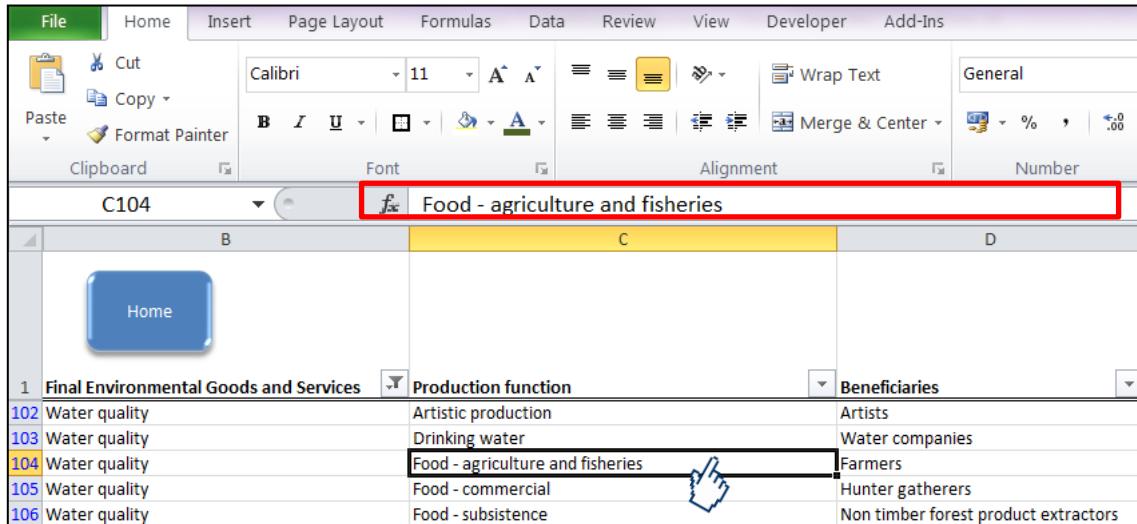 File Home Insert Page Layout Formulas Data Review View Developer Add-Ins
Cut
Copy
Paste
Format Painter
Clipboard
Calibri 11 A A
B I U A
Font
Wrap Text
Merge & Center
Alignment
General
% , .0 .00
Number
C104 fx Food - agriculture and fisheries
B C D
Home
1 Final Environmental Goods and Services Production function Beneficiaries
102 Water quality Artistic production Artists
103 Water quality Drinking water Water companies
104 Water quality Food - agriculture and fisheries Farmers
105 Water quality Food - commercial Hunter gatherers
106 Water quality Food - subsistence Non timber forest product extractors